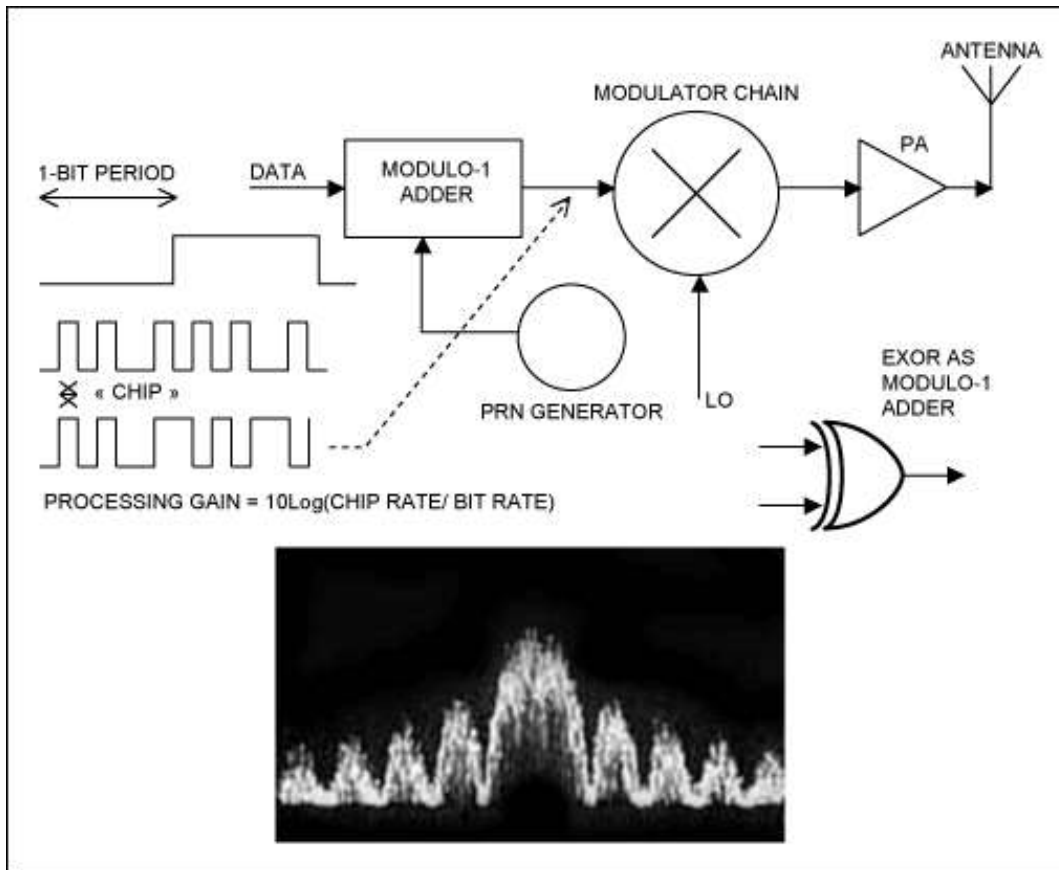 ANTENNA
MODULATOR CHAIN
PA
1-BIT PERIOD
DATA
MODULO-1
ADDER
« CHIP »
PRN GENERATOR
LO
EXOR AS
MODULO-1
ADDER
PROCESSING GAIN = 10Log(CHIP RATE/ BIT RATE)